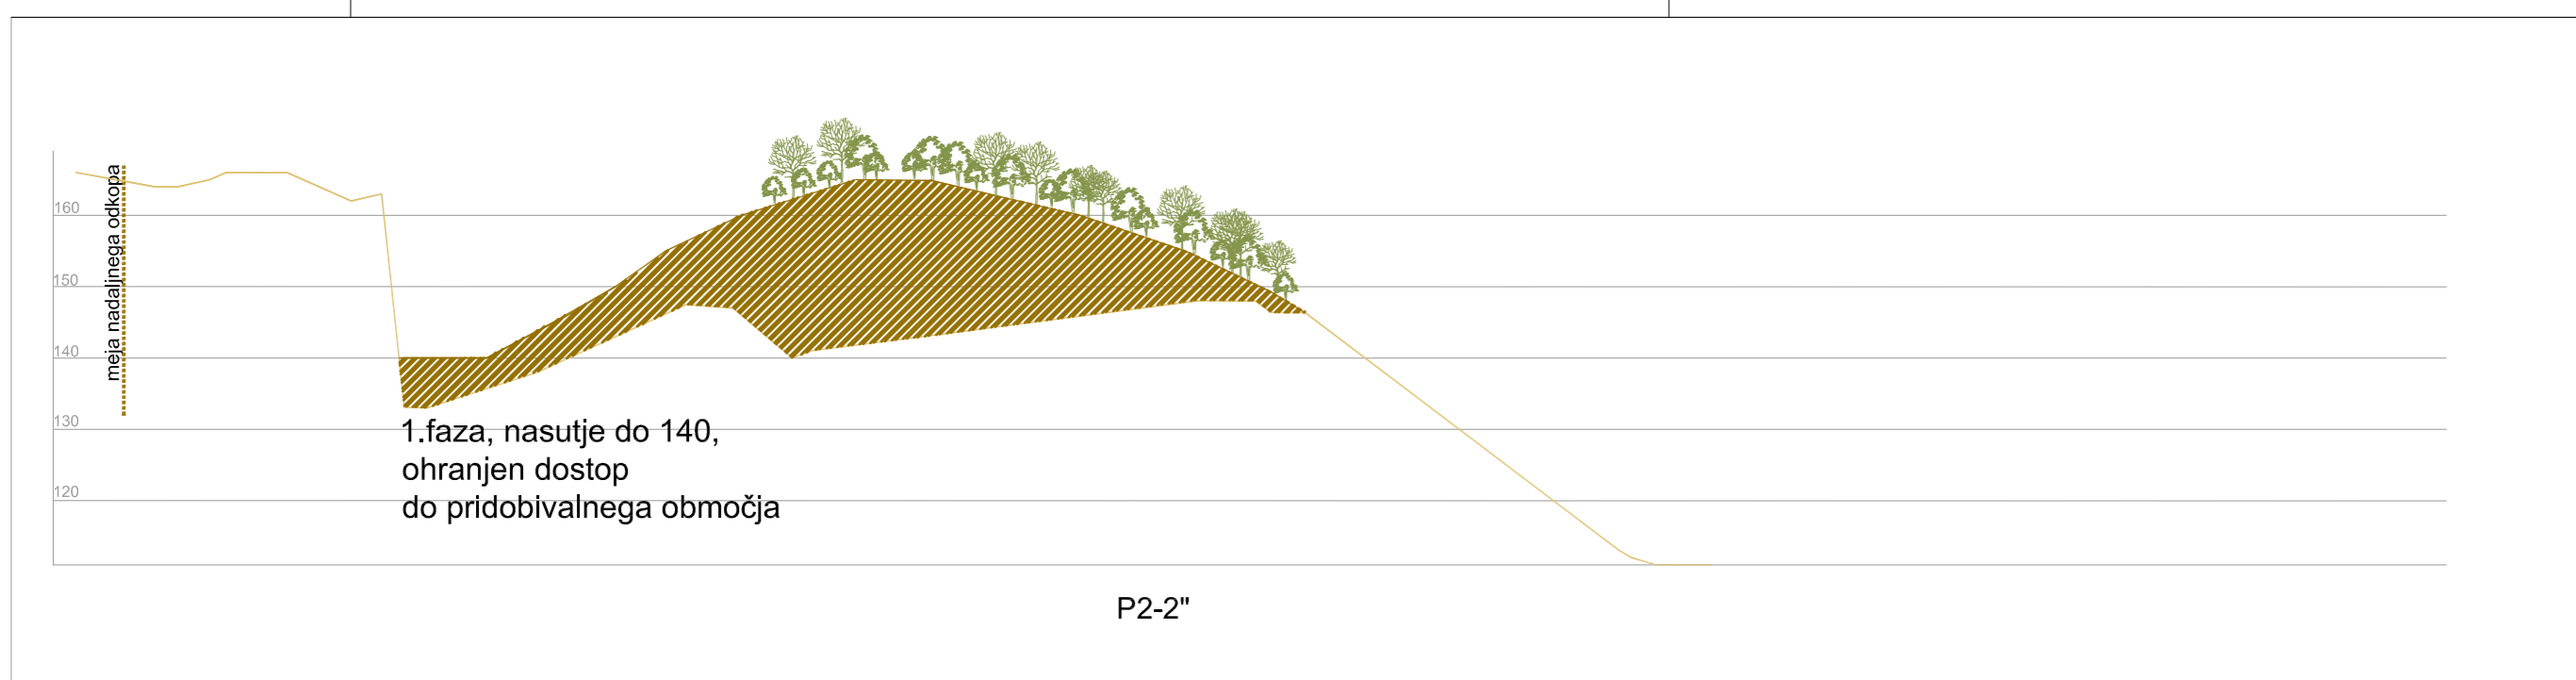 meja nadaljnega odkopa
160
150
140
130
120
1.faza, nasutje do 140,
ohranjen dostop
do pridobivalnega območja
P2-2"